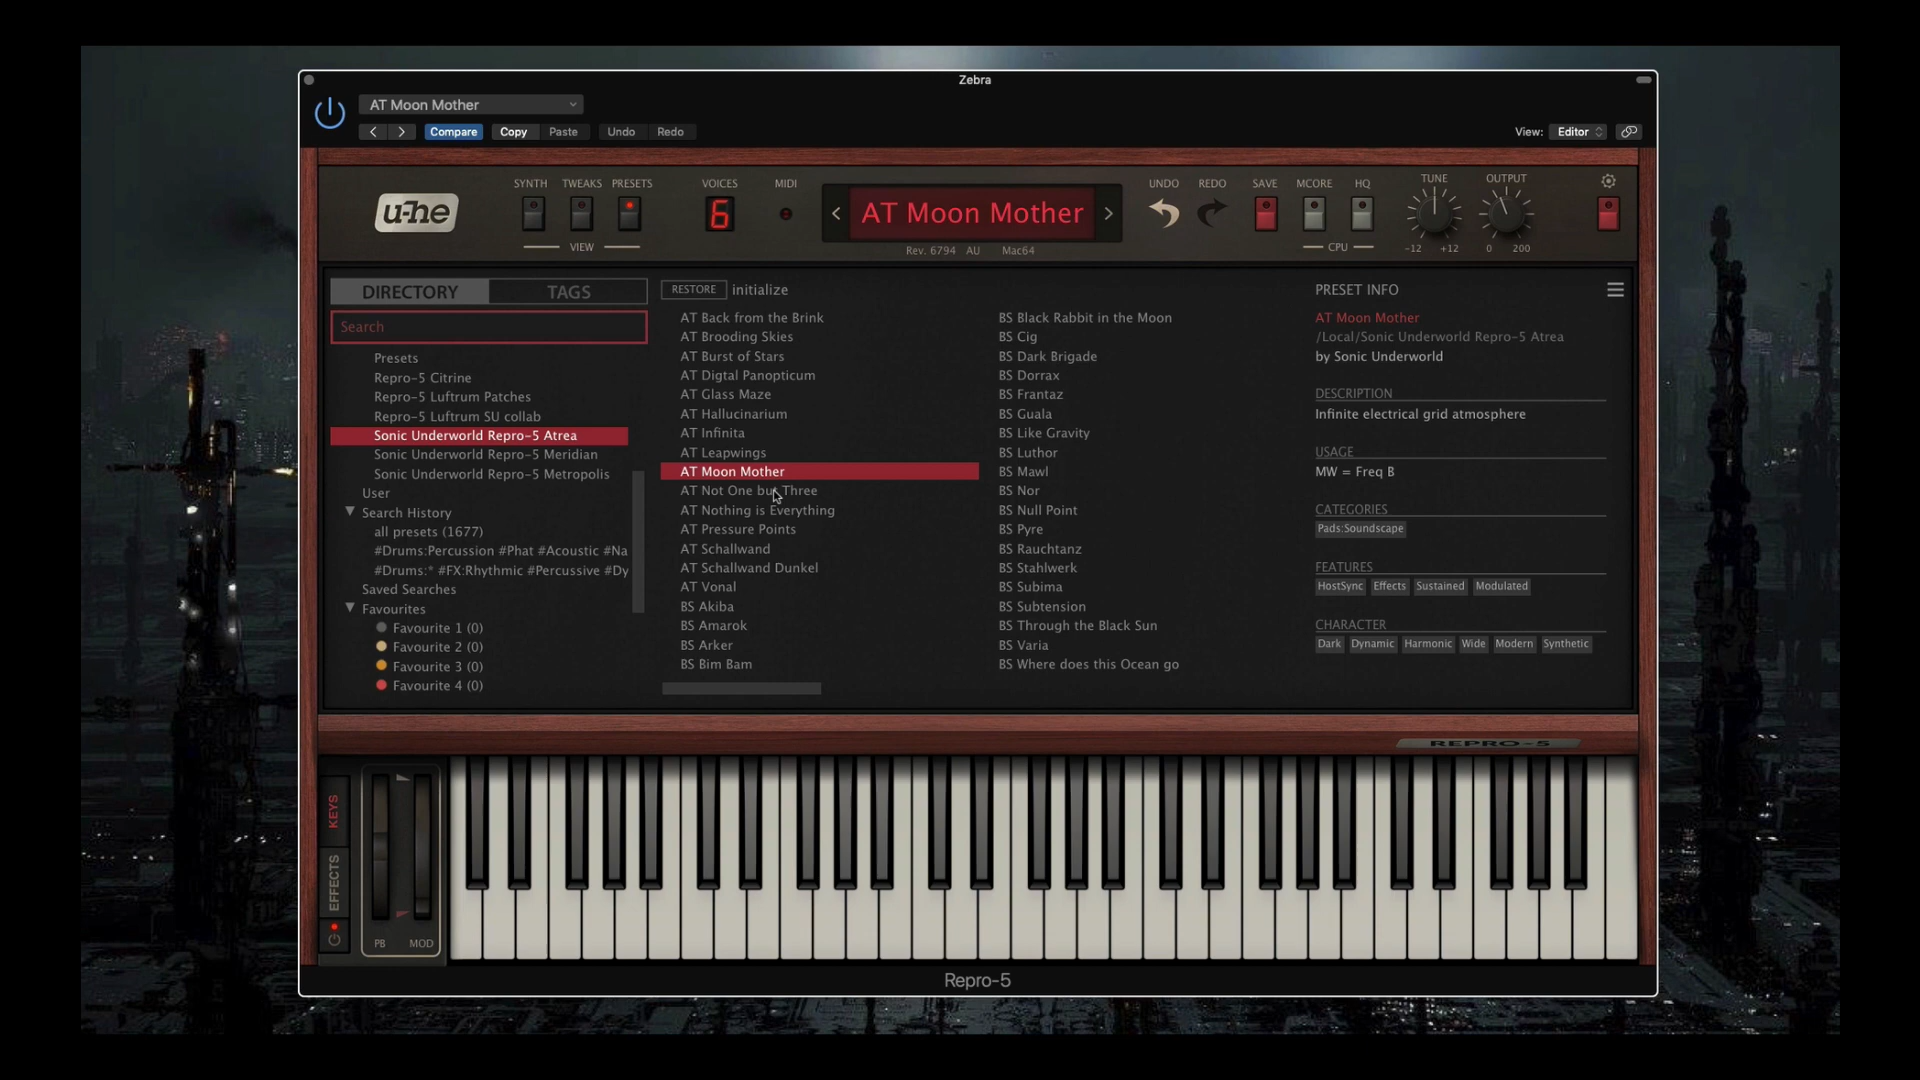 Zebra
AT Moon Mother
Compare Copy Paste Undo Redo
View: Editor
SYNTH TWEAKS PRESETS VOICES MIDI
UNDO REDO SAVE MCORE HQ TUNE OUTPUT
u-he
6
AT Moon Mother
VIEW
Rev. 6794 AU Mac64
CPU -12 +12 0 200
DIRECTORY TAGS
Search
Presets
Repro-5 Citrine
Repro-5 Luftrum Patches
Repro-5 Luftrum SU collab
Sonic Underworld Repro-5 Atrea
Sonic Underworld Repro-5 Meridian
Sonic Underworld Repro-5 Metropolis
User
Search History
all presets (1677)
#Drums:Percussion #Phat #Acoustic #Na
#Drums:* #FX:Rhythmic #Percussive #Dy
Saved Searches
Favourites
Favourite 1 (0)
Favourite 2 (0)
Favourite 3 (0)
Favourite 4 (0)
RESTORE initialize
AT Back from the Brink
AT Brooding Skies
AT Burst of Stars
AT Digtal Panopticum
AT Glass Maze
AT Hallucinarium
AT Infinita
AT Leapwings
AT Moon Mother
AT Not One but Three
AT Nothing is Everything
AT Pressure Points
AT Schallwand
AT Schallwand Dunkel
AT Vonal
BS Akiba
BS Amarok
BS Arker
BS Bim Bam
BS Black Rabbit in the Moon
BS Cig
BS Dark Brigade
BS Dorrax
BS Frantaz
BS Guala
BS Like Gravity
BS Luthor
BS Mawl
BS Nor
BS Null Point
BS Pyre
BS Rauchtanz
BS Stahlwerk
BS Subima
BS Subtension
BS Through the Black Sun
BS Varia
BS Where does this Ocean go
PRESET INFO
AT Moon Mother
/Local/Sonic Underworld Repro-5 Atrea
by Sonic Underworld
DESCRIPTION
Infinite electrical grid atmosphere
USAGE
MW = Freq B
CATEGORIES
Pads:Soundscape
FEATURES
HostSync Effects Sustained Modulated
CHARACTER
Dark Dynamic Harmonic Wide Modern Synthetic
REPRO-5
KEYS
EFFECTS
PB MOD
Repro-5